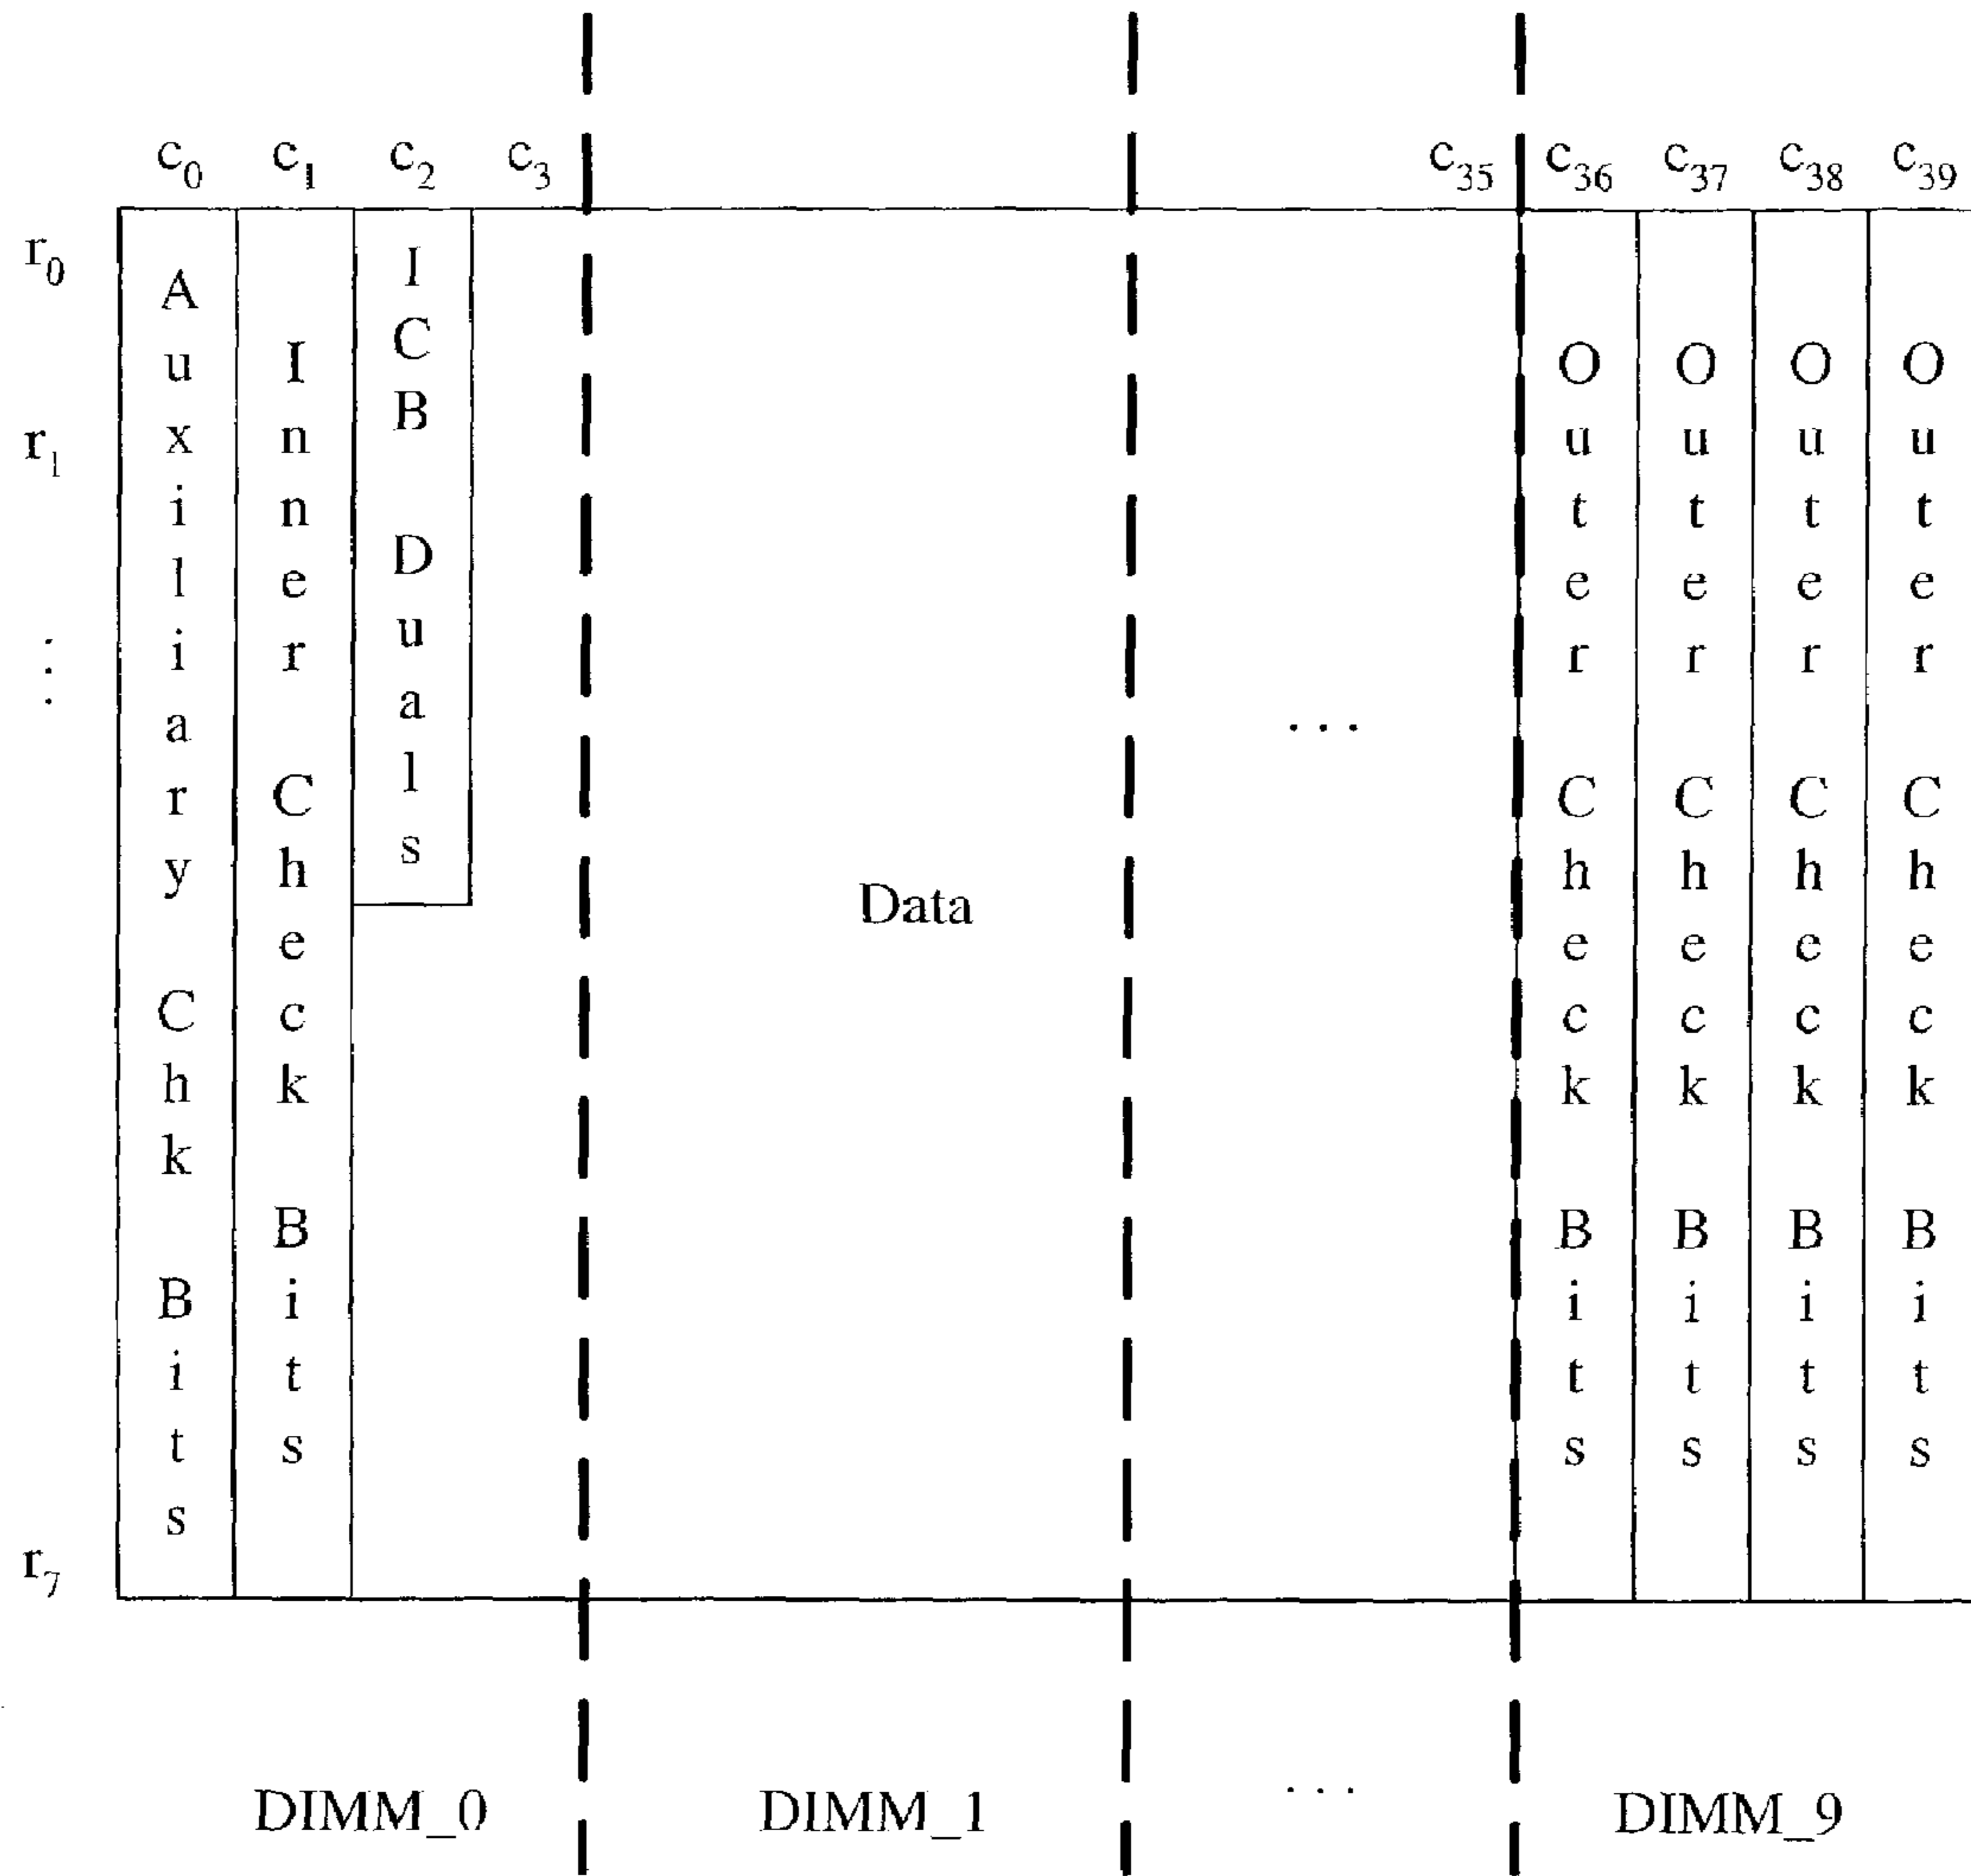 c0 c1 c2 c3 c35 c36 c37 c38 c39
r0
r1
⋮
r7
Auxiliary Chk Bits
Inner Check Bits
ICB Duals
Data
...
Outer Check Bits
Outer Check Bits
Outer Check Bits
Outer Check Bits
DIMM_0 DIMM_1 ... DIMM_9